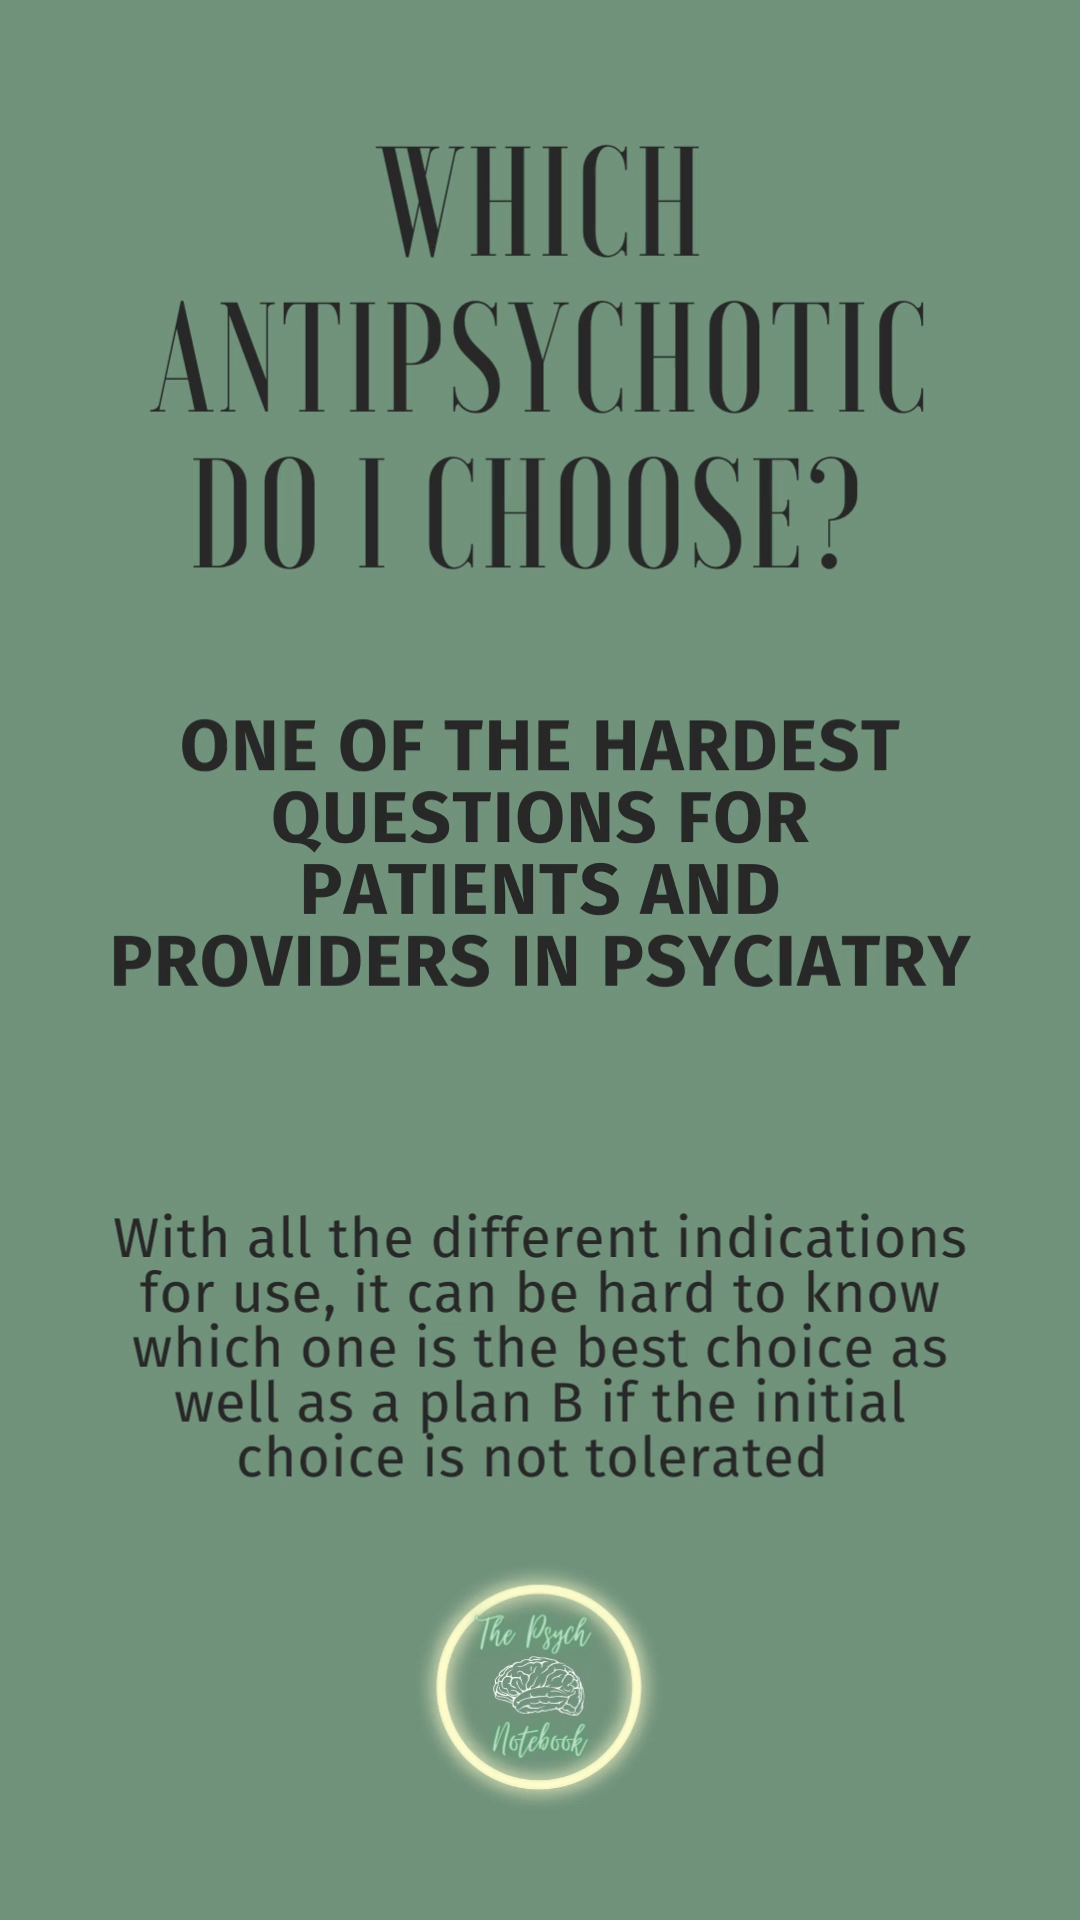 WHICH
ANTIPSYCHOTIC
DO I CHOOSE?
ONE OF THE HARDEST
QUESTIONS FOR
PATIENTS AND
PROVIDERS IN PSYCIATRY
With all the different indications
for use, it can be hard to know
which one is the best choice as
well as a plan B if the initial
choice is not tolerated
The Psych
Notebook